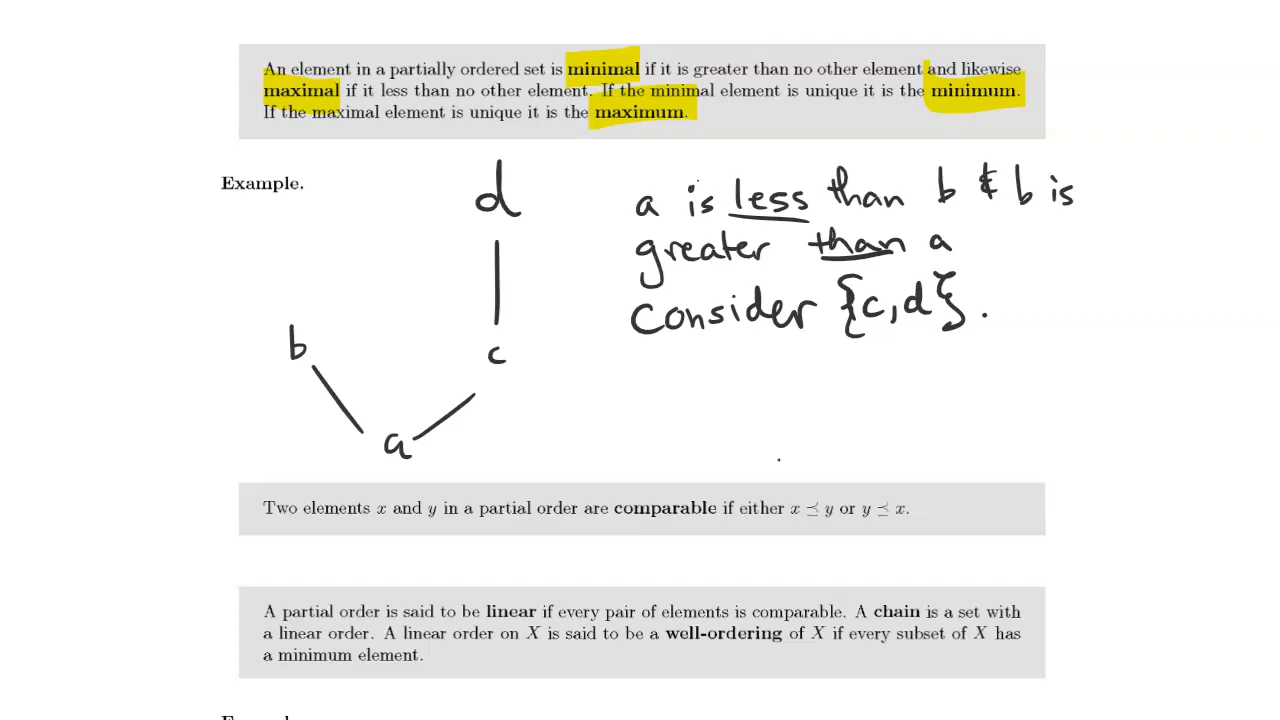 An element in a partially ordered set is minimal if it is greater than no other element and likewise
maximal if it less than no other element. If the minimal element is unique it is the minimum.
If the maximal element is unique it is the maximum.
Example.
d
b
c
a
a is less than b & b is
greater than a
Consider {c,d}.
Two elements x and y in a partial order are comparable if either x ⪯ y or y ⪯ x.
A partial order is said to be linear if every pair of elements is comparable. A chain is a set with
a linear order. A linear order on X is said to be a well-ordering of X if every subset of X has
a minimum element.